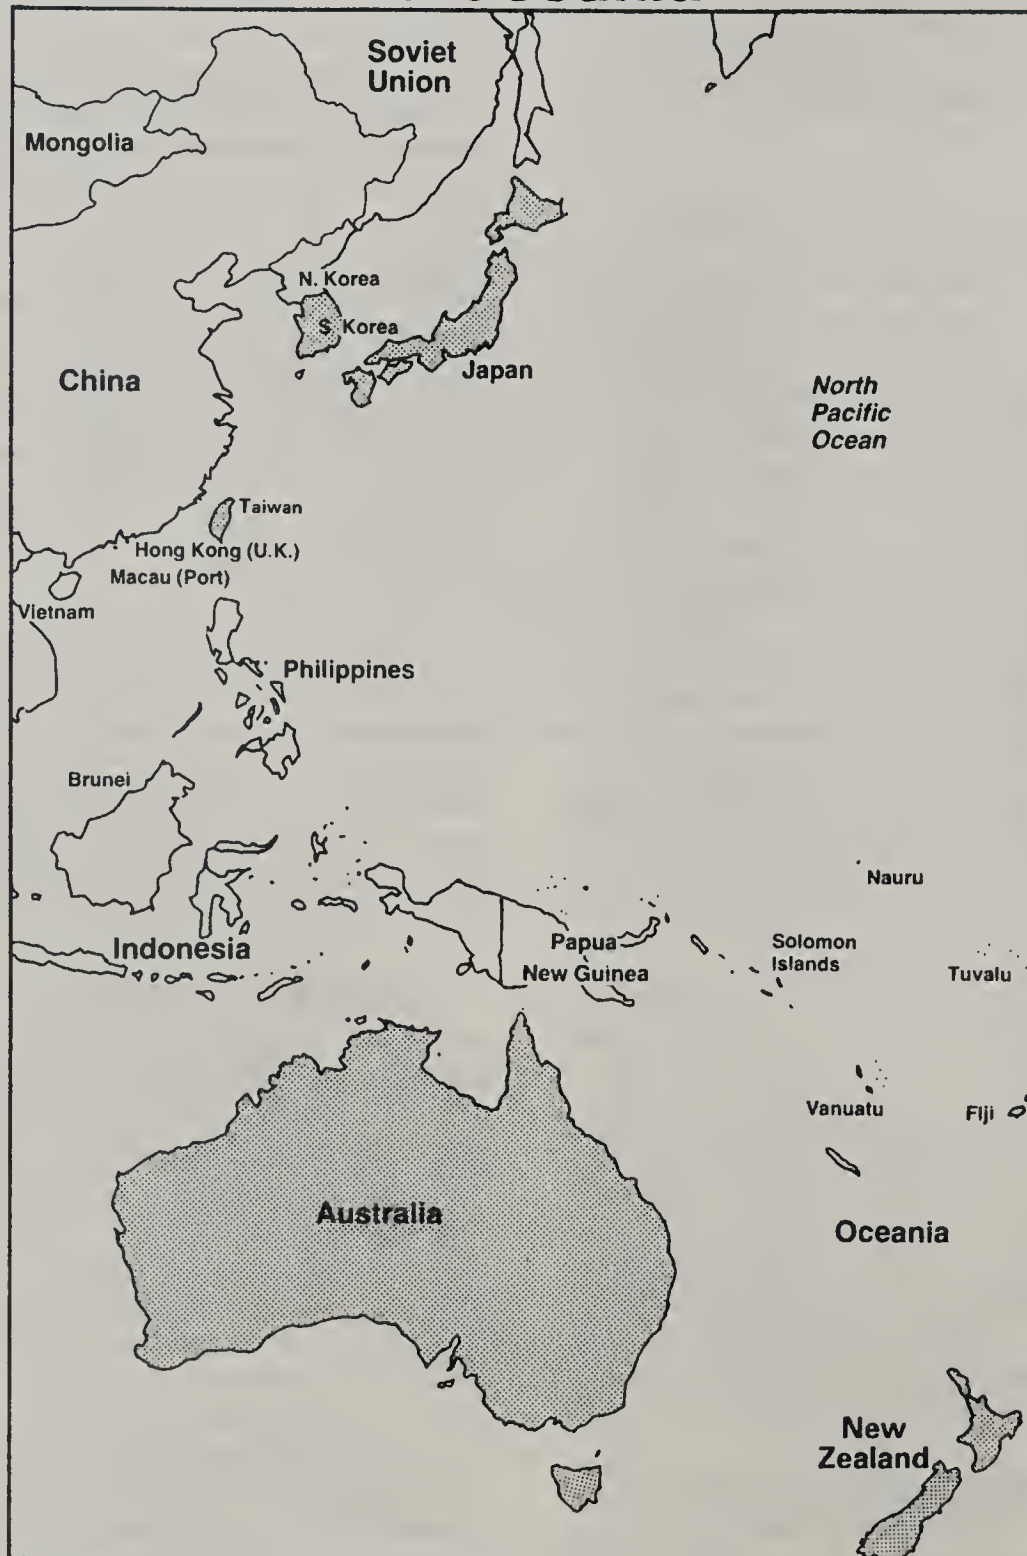 Soviet
Union
Mongolia
N. Korea
S. Korea
Japan
China
North
Pacific
Ocean
Taiwan
Hong Kong (U.K.)
Macau (Port)
Vietnam
Philippines
Brunei
Nauru
Indonesia
Papua
New Guinea
Solomon
Islands
Tuvalu
Vanuatu
Fiji
Australia
Oceania
New
Zealand